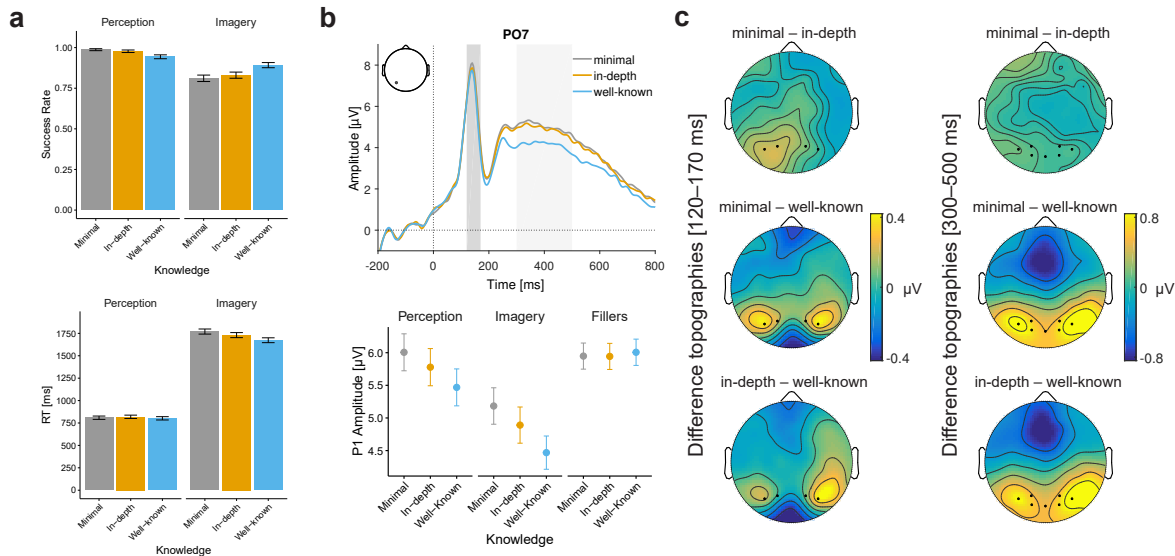 a
Perception
Imagery
Success Rate
1.00
0.75
0.50
0.25
0.00
Minimal
In-depth
Well-known
Minimal
In-depth
Well-known
Knowledge
Perception
Imagery
RT [ms]
1750
1500
1250
1000
750
500
250
0
Minimal
In-depth
Well-known
Minimal
In-depth
Well-known
Knowledge
b
PO7
minimal
in-depth
well-known
Amplitude [µV]
8
6
4
2
0
-200
0
200
400
600
800
Time [ms]
Perception
Imagery
Fillers
P1 Amplitude [µV]
6.0
5.5
5.0
4.5
Minimal
In−depth
Well−Known
Minimal
In−depth
Well−Known
Minimal
In−depth
Well−Known
Knowledge
c
Difference topographies [120–170 ms]
minimal – in-depth
minimal – well-known
0.4
0
µV
-0.4
in-depth – well-known
Difference topographies [300–500 ms]
minimal – in-depth
minimal – well-known
0.8
0
µV
-0.8
in-depth – well-known